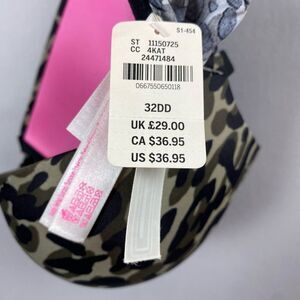 S1-454
ST 11150725
CC 4KAT
24471484
0667550650118
32DD
UK £29.00
CA $36.95
US $36.95